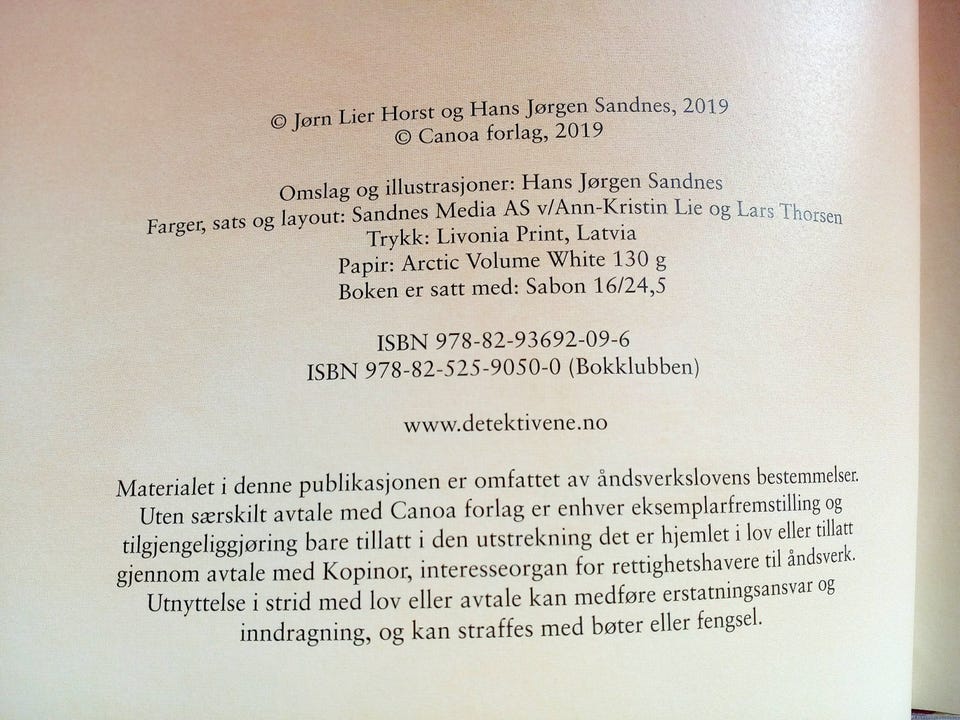 © Jørn Lier Horst og Hans Jørgen Sandnes, 2019
© Canoa forlag, 2019
Omslag og illustrasjoner: Hans Jørgen Sandnes
Farger, sats og layout: Sandnes Media AS v/Ann-Kristin Lie og Lars Thorsen
Trykk: Livonia Print, Latvia
Papir: Arctic Volume White 130 g
Boken er satt med: Sabon 16/24,5
ISBN 978-82-93692-09-6
ISBN 978-82-525-9050-0 (Bokklubben)
www.detektivene.no
Materialet i denne publikasjonen er omfattet av åndsverkslovens bestemmelser.
Uten særskilt avtale med Canoa forlag er enhver eksemplarfremstilling og
tilgjengeliggjøring bare tillatt i den utstrekning det er hjemlet i lov eller tillatt
gjennom avtale med Kopinor, interesseorgan for rettighetshavere til åndsverk.
Utnyttelse i strid med lov eller avtale kan medføre erstatningsansvar og
inndragning, og kan straffes med bøter eller fengsel.